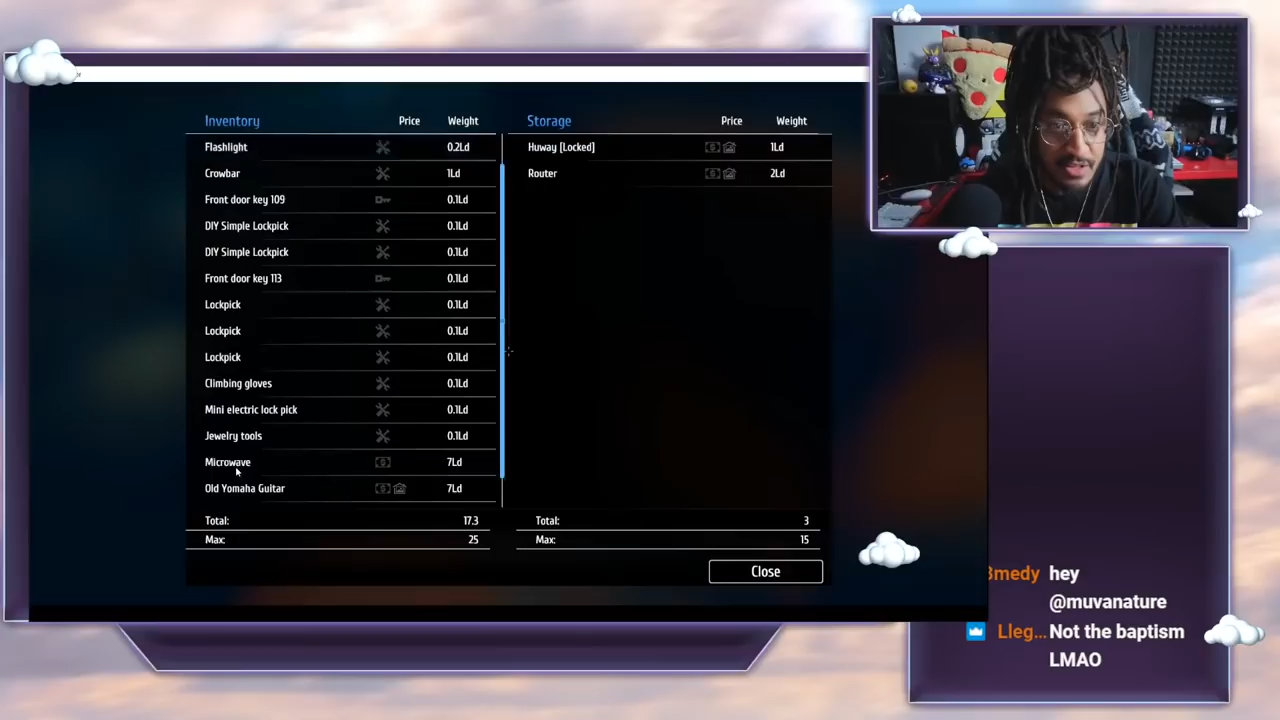 Inventory Price Weight
Flashlight 0.2Ld
Crowbar 1Ld
Front door key 109 0.1Ld
DIY Simple Lockpick 0.1Ld
DIY Simple Lockpick 0.1Ld
Front door key 113 0.1Ld
Lockpick 0.1Ld
Lockpick 0.1Ld
Lockpick 0.1Ld
Climbing gloves 0.1Ld
Mini electric lock pick 0.1Ld
Jewelry tools 0.1Ld
Microwave 7Ld
Old Yomaha Guitar 7Ld
Total: 17.3
Max: 25
Storage Price Weight
Huway [Locked] 1Ld
Router 2Ld
Total: 3
Max: 15
Close
3medy hey
@muvanature
Lleg... Not the baptism
LMAO